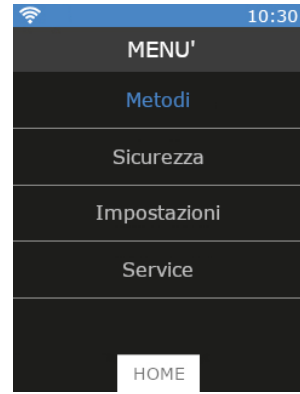 10:30
MENU'
Metodi
Sicurezza
Impostazioni
Service
HOME